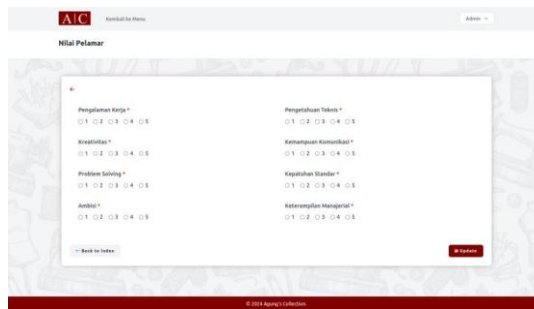 A|C Kembali ke Menu Admin
Nilai Pelamar
Pengalaman Kerja * Pengetahuan Teknis *
1 2 3 4 5 1 2 3 4 5
Kreativitas * Kemampuan Komunikasi *
1 2 3 4 5 1 2 3 4 5
Problem Solving * Kepatuhan Standar *
1 2 3 4 5 1 2 3 4 5
Ambisi * Keterampilan Manajerial *
1 2 3 4 5 1 2 3 4 5
Back to Index Update
© 2024 Agung's Collection.